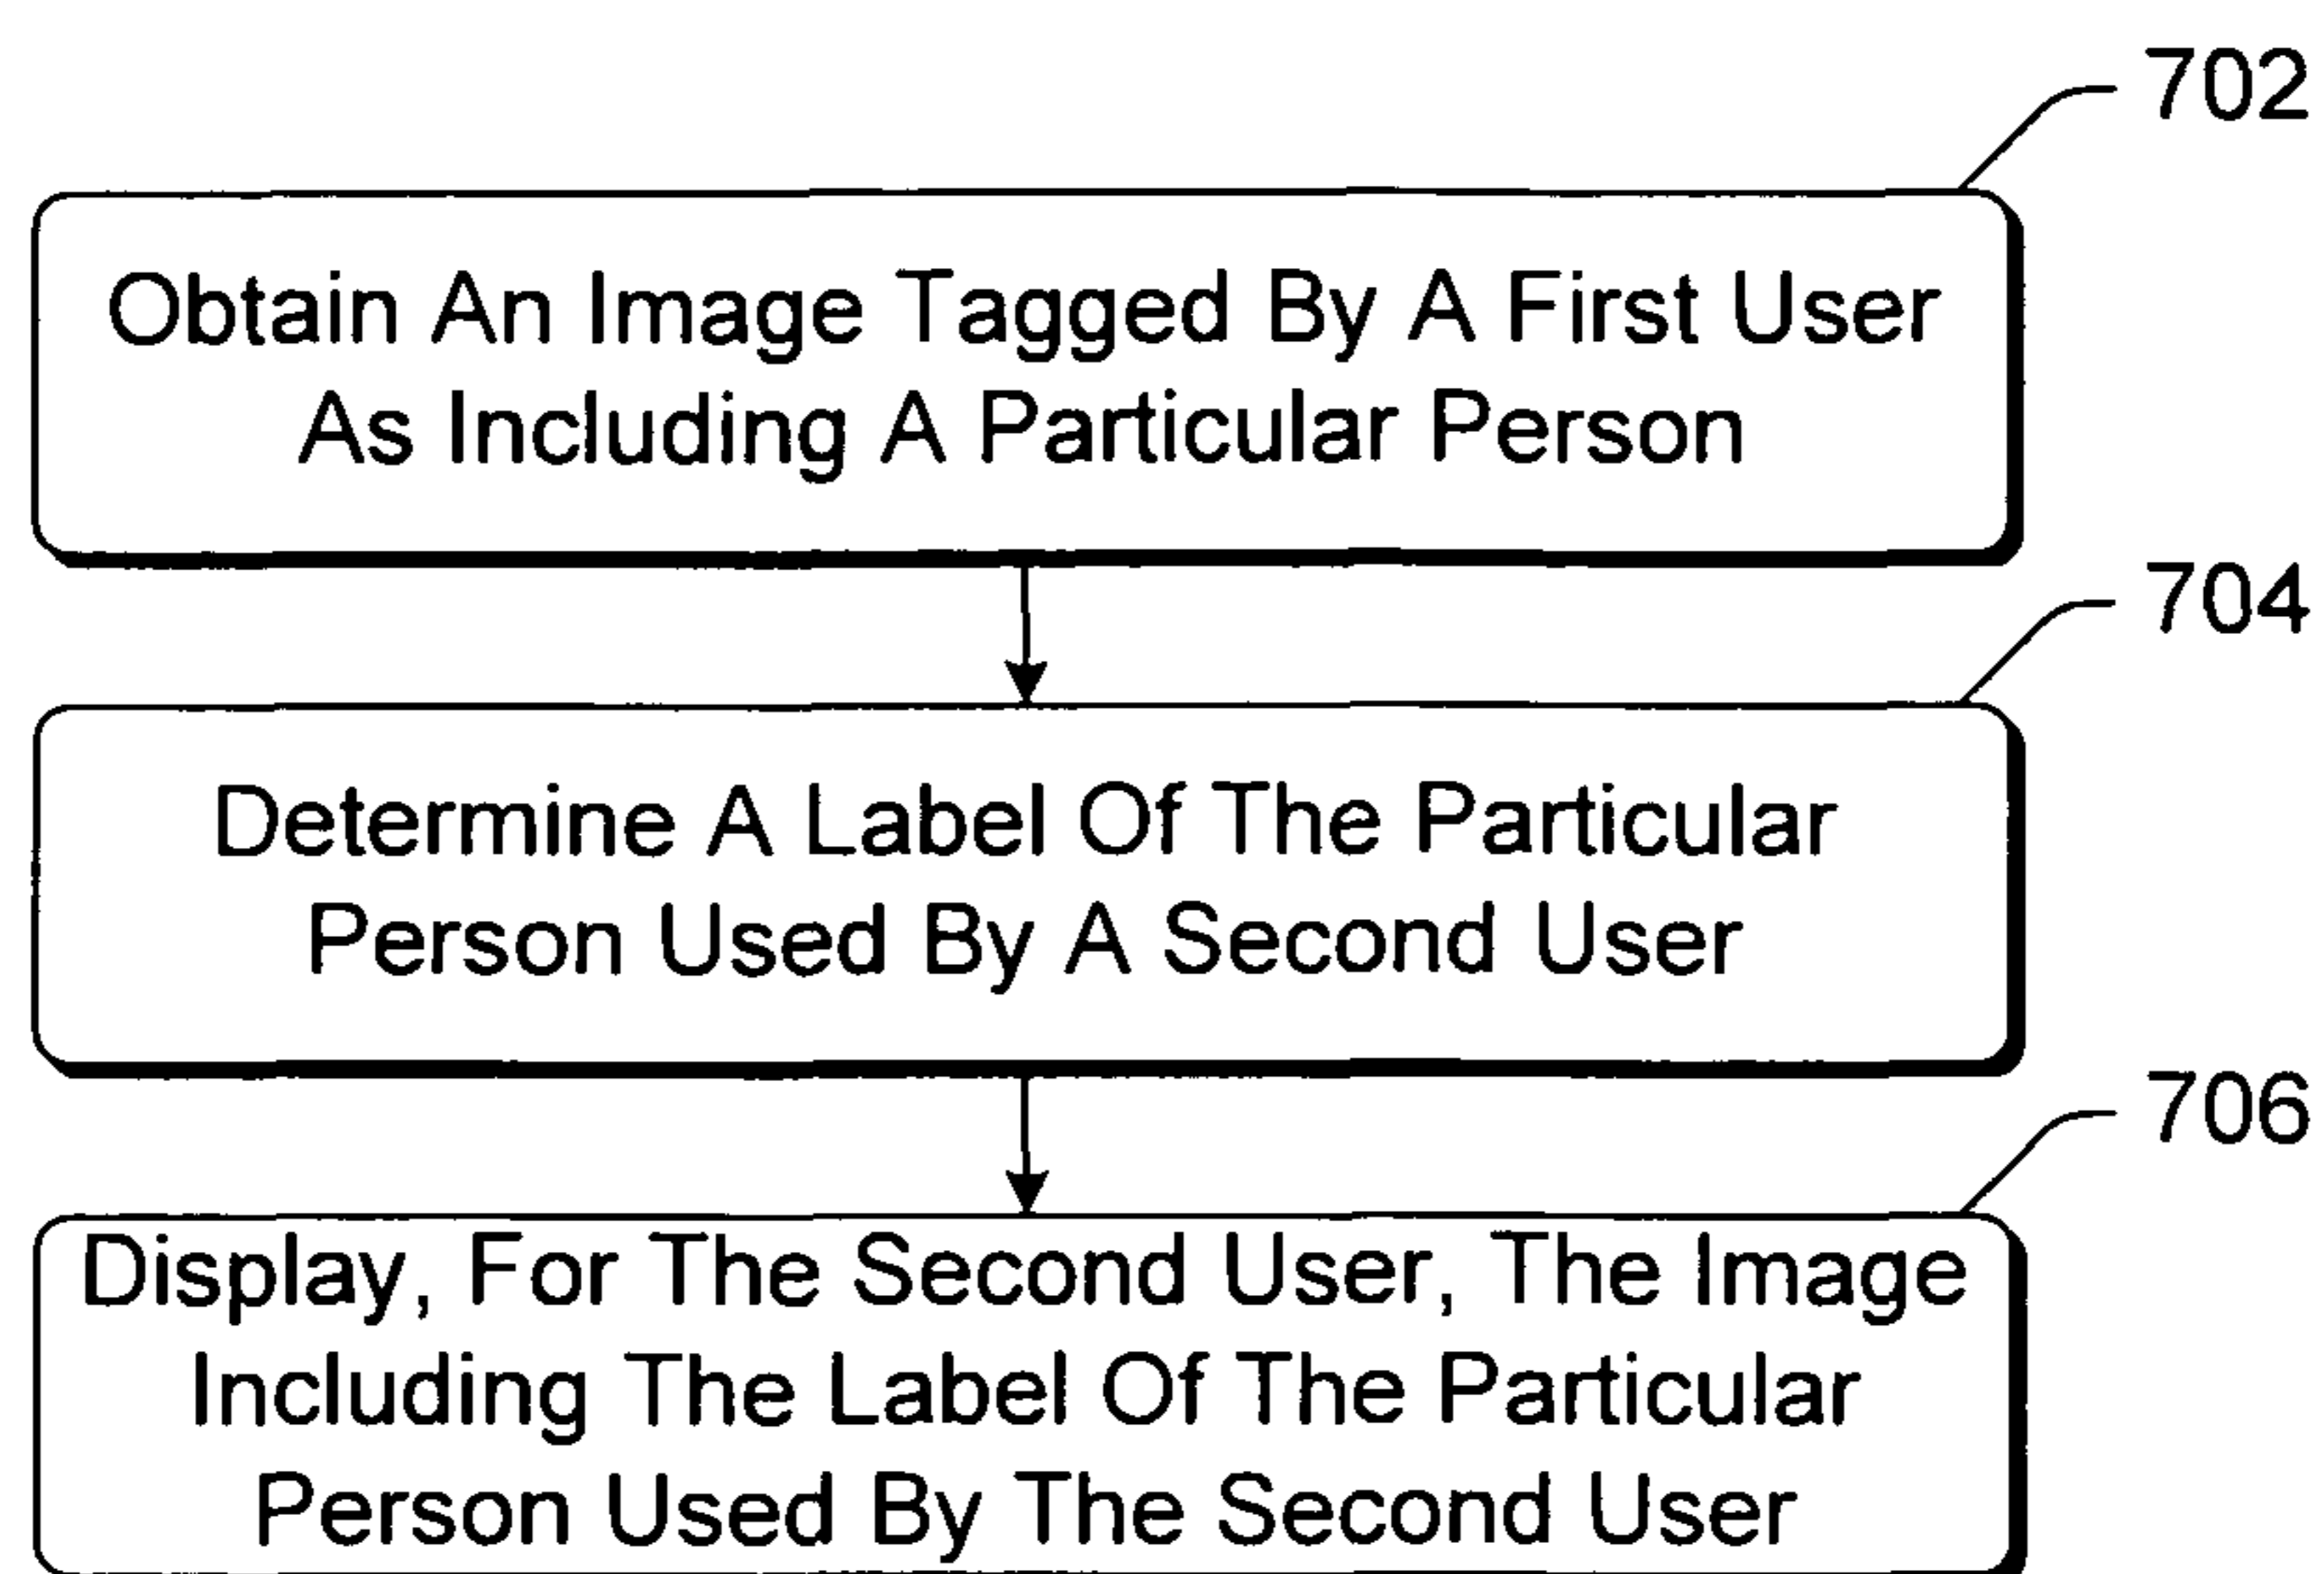 702
Obtain An Image Tagged By A First User
As Including A Particular Person
704
Determine A Label Of The Particular
Person Used By A Second User
706
Display, For The Second User, The Image
Including The Label Of The Particular
Person Used By The Second User